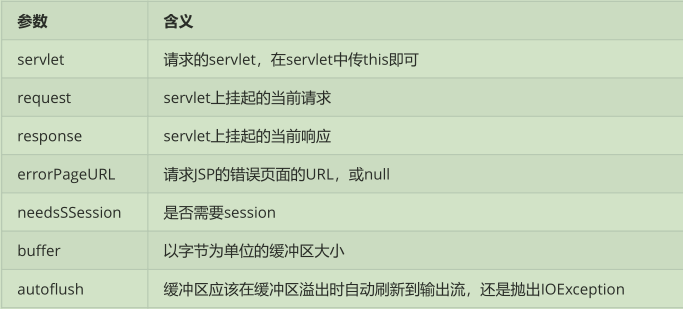 参数 含义
servlet 请求的servlet，在servlet中传this即可
request servlet上挂起的当前请求
response servlet上挂起的当前响应
errorPageURL 请求JSP的错误页面的URL，或null
needsSSession 是否需要session
buffer 以字节为单位的缓冲区大小
autoflush 缓冲区应该在缓冲区溢出时自动刷新到输出流，还是抛出IOException